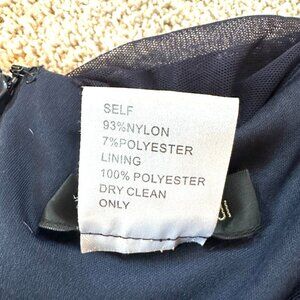 SELF
93%NYLON
7%POLYESTER
LINING
100% POLYESTER
DRY CLEAN
ONLY